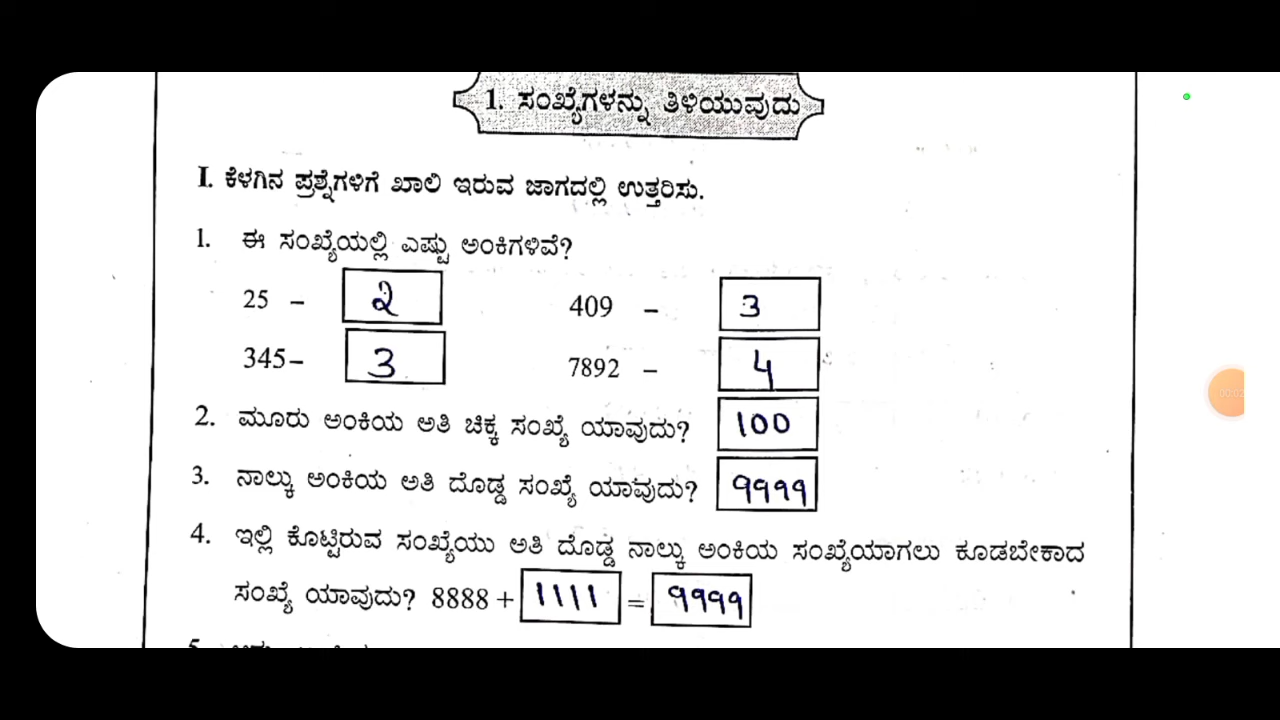 1. ಸಂಖ್ಯೆಗಳನ್ನು ತಿಳಿಯುವುದು
I. ಕೆಳಗಿನ ಪ್ರಶ್ನೆಗಳಿಗೆ ಖಾಲಿ ಇರುವ ಜಾಗದಲ್ಲಿ ಉತ್ತರಿಸು.
1. ಈ ಸಂಖ್ಯೆಯಲ್ಲಿ ಎಷ್ಟು ಅಂಕಿಗಳಿವೆ?
25 – 2 409 – 3
345– 3 7892 – 4
2. ಮೂರು ಅಂಕಿಯ ಅತಿ ಚಿಕ್ಕ ಸಂಖ್ಯೆ ಯಾವುದು? 100
3. ನಾಲ್ಕು ಅಂಕಿಯ ಅತಿ ದೊಡ್ಡ ಸಂಖ್ಯೆ ಯಾವುದು? 9999
4. ಇಲ್ಲಿ ಕೊಟ್ಟಿರುವ ಸಂಖ್ಯೆಯು ಅತಿ ದೊಡ್ಡ ನಾಲ್ಕು ಅಂಕಿಯ ಸಂಖ್ಯೆಯಾಗಲು ಕೂಡಬೇಕಾದ
ಸಂಖ್ಯೆ ಯಾವುದು? 8888 + 1111 = 9999